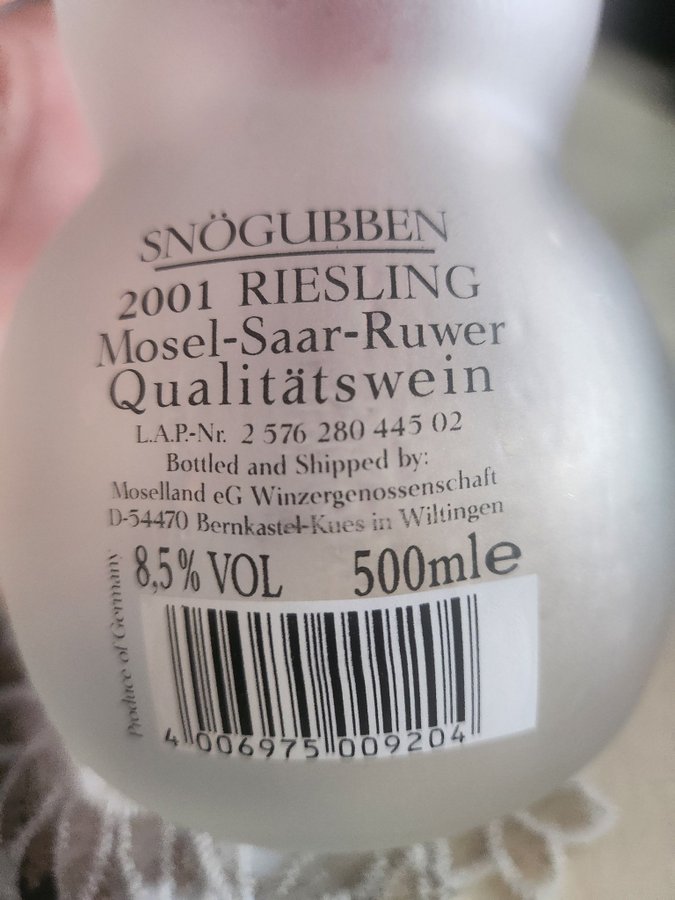 SNÖGUBBEN
2001 RIESLING
Mosel-Saar-Ruwer
Qualitätswein
L.A.P.-Nr. 2 576 280 445 02
Bottled and Shipped by:
Moselland eG Winzergenossenschaft
D-54470 Bernkastel-Kues in Wiltingen
8,5% VOL 500ml e
Produce of Germany
4 006975 009204